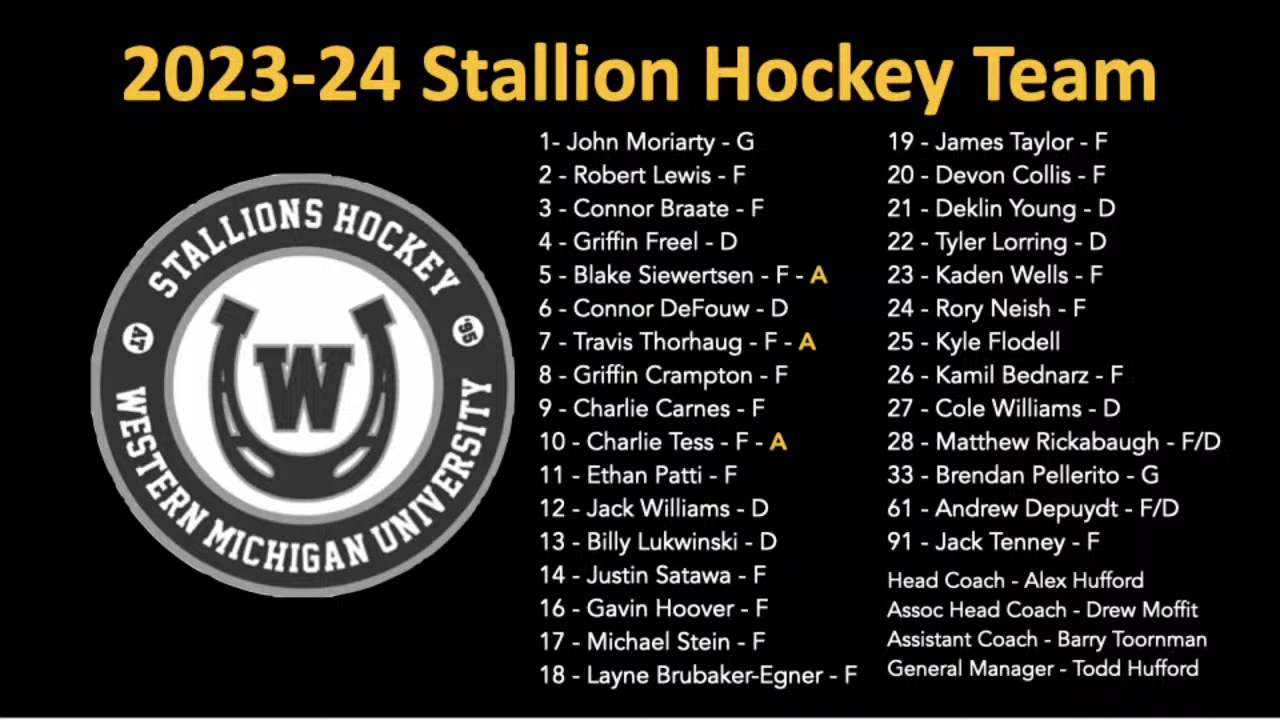 2023-24 Stallion Hockey Team
STALLIONS HOCKEY
AT
'95
W
WESTERN MICHIGAN UNIVERSITY
1- John Moriarty - G
2 - Robert Lewis - F
3 - Connor Braate - F
4 - Griffin Freel - D
5 - Blake Siewertsen - F - A
6 - Connor DeFouw - D
7 - Travis Thorhaug - F - A
8 - Griffin Crampton - F
9 - Charlie Carnes - F
10 - Charlie Tess - F - A
11 - Ethan Patti - F
12 - Jack Williams - D
13 - Billy Lukwinski - D
14 - Justin Satawa - F
16 - Gavin Hoover - F
17 - Michael Stein - F
18 - Layne Brubaker-Egner - F
19 - James Taylor - F
20 - Devon Collis - F
21 - Deklin Young - D
22 - Tyler Lorring - D
23 - Kaden Wells - F
24 - Rory Neish - F
25 - Kyle Flodell
26 - Kamil Bednarz - F
27 - Cole Williams - D
28 - Matthew Rickabaugh - F/D
33 - Brendan Pellerito - G
61 - Andrew Depuydt - F/D
91 - Jack Tenney - F
Head Coach - Alex Hufford
Assoc Head Coach - Drew Moffit
Assistant Coach - Barry Toornman
General Manager - Todd Hufford